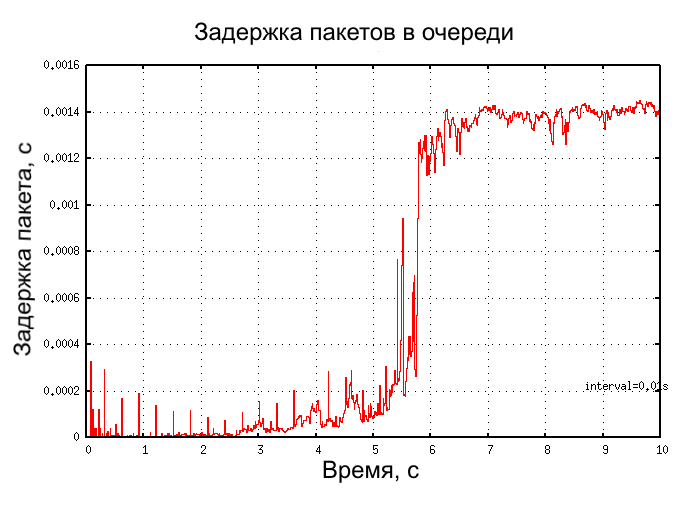 Задержка пакетов в очереди
Задержка пакета, с
0.0016
0.0014
0.0012
0.001
0.0008
0.0006
0.0004
0.0002
0
interval=0.01s
0 1 2 3 4 5 6 7 8 9 10
Время, с